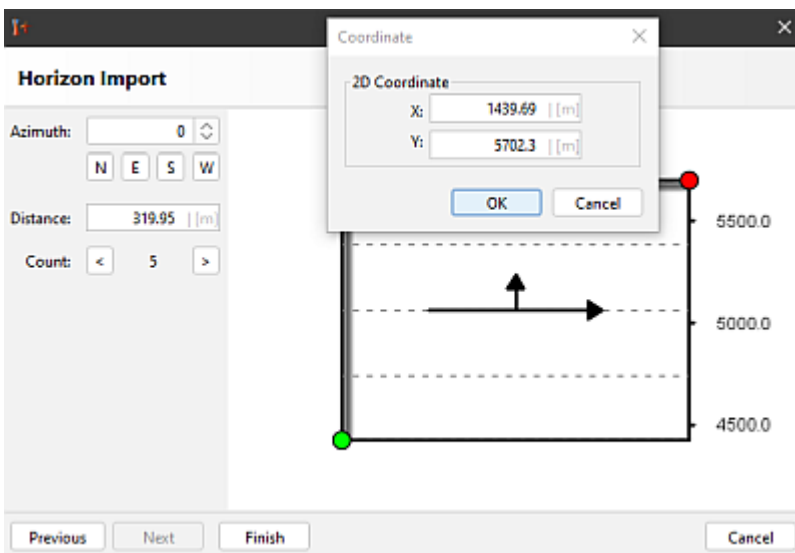 Coordinate
Horizon Import
2D Coordinate
X: 1439.69 | [m]
Y: 5702.3 | [m]
OK Cancel
Azimuth: 0
N E S W
Distance: 319.95 | [m]
Count: < 5 >
5500.0
5000.0
4500.0
Previous Next Finish Cancel